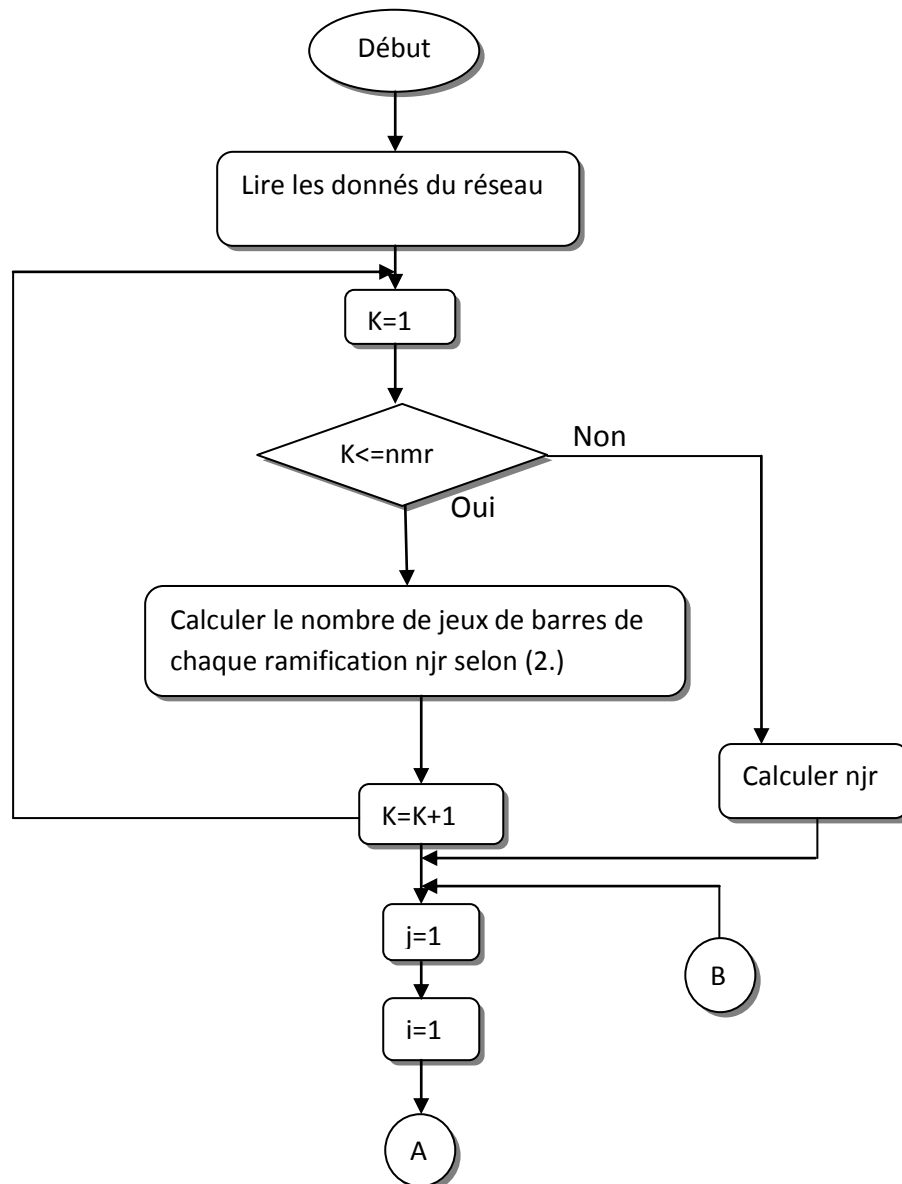 Début
Lire les donnés du réseau
K=1
K<=nmr
Non
Oui
Calculer le nombre de jeux de barres de
chaque ramification njr selon (2.)
Calculer njr
K=K+1
j=1
B
i=1
A